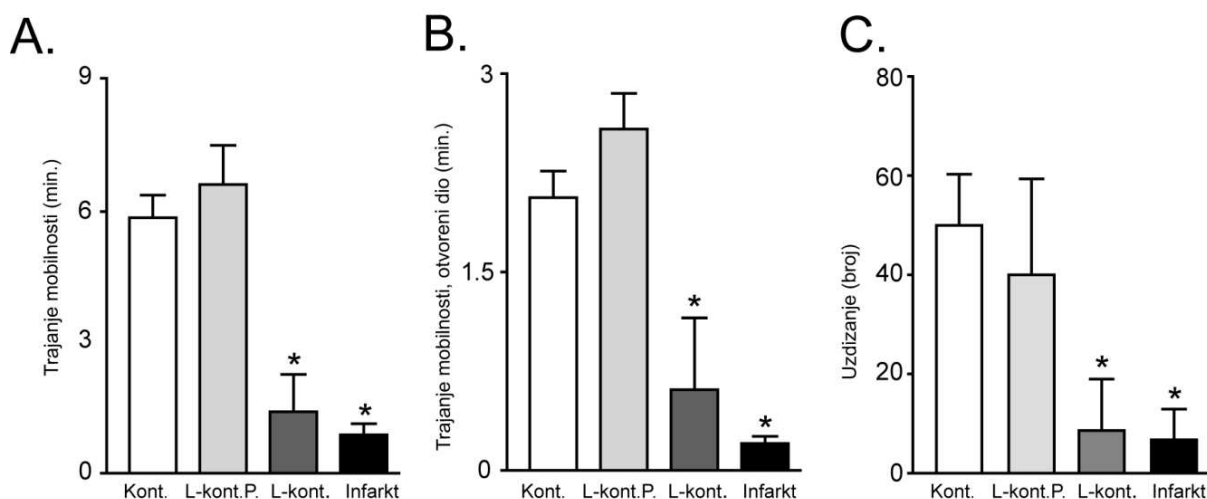 A.
Trajanje mobilnosti (min.)
9
6
3
0
*
*
Kont. L-kont.P. L-kont. Infarkt
B.
Trajanje mobilnosti, otvoreni dio (min.)
3
1.5
0
*
*
Kont. L-kont.P. L-kont. Infarkt
C.
Uzdizanje (broj)
80
60
40
20
0
*
*
Kont. L-kont.P. L-kont. Infarkt